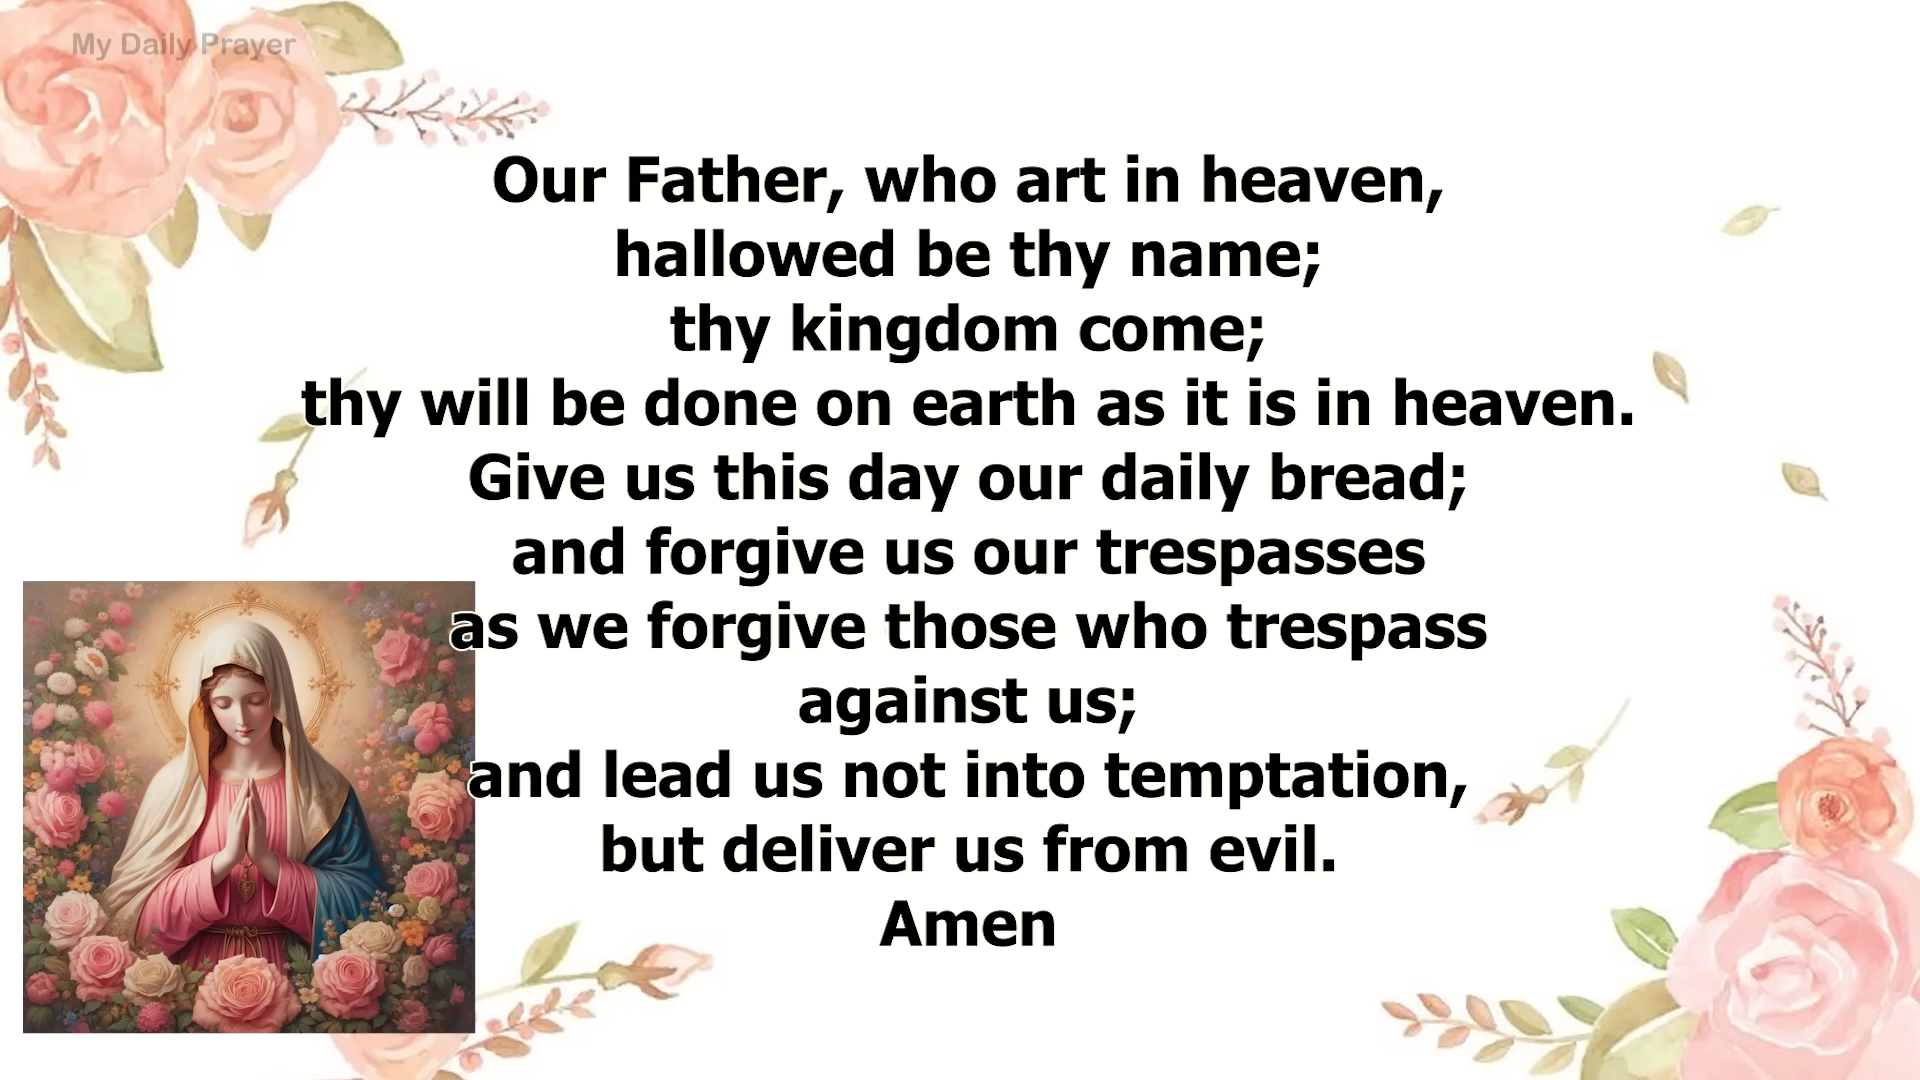 My Daily Prayer
Our Father, who art in heaven,
hallowed be thy name;
thy kingdom come;
thy will be done on earth as it is in heaven.
Give us this day our daily bread;
and forgive us our trespasses
as we forgive those who trespass
against us;
and lead us not into temptation,
but deliver us from evil.
Amen